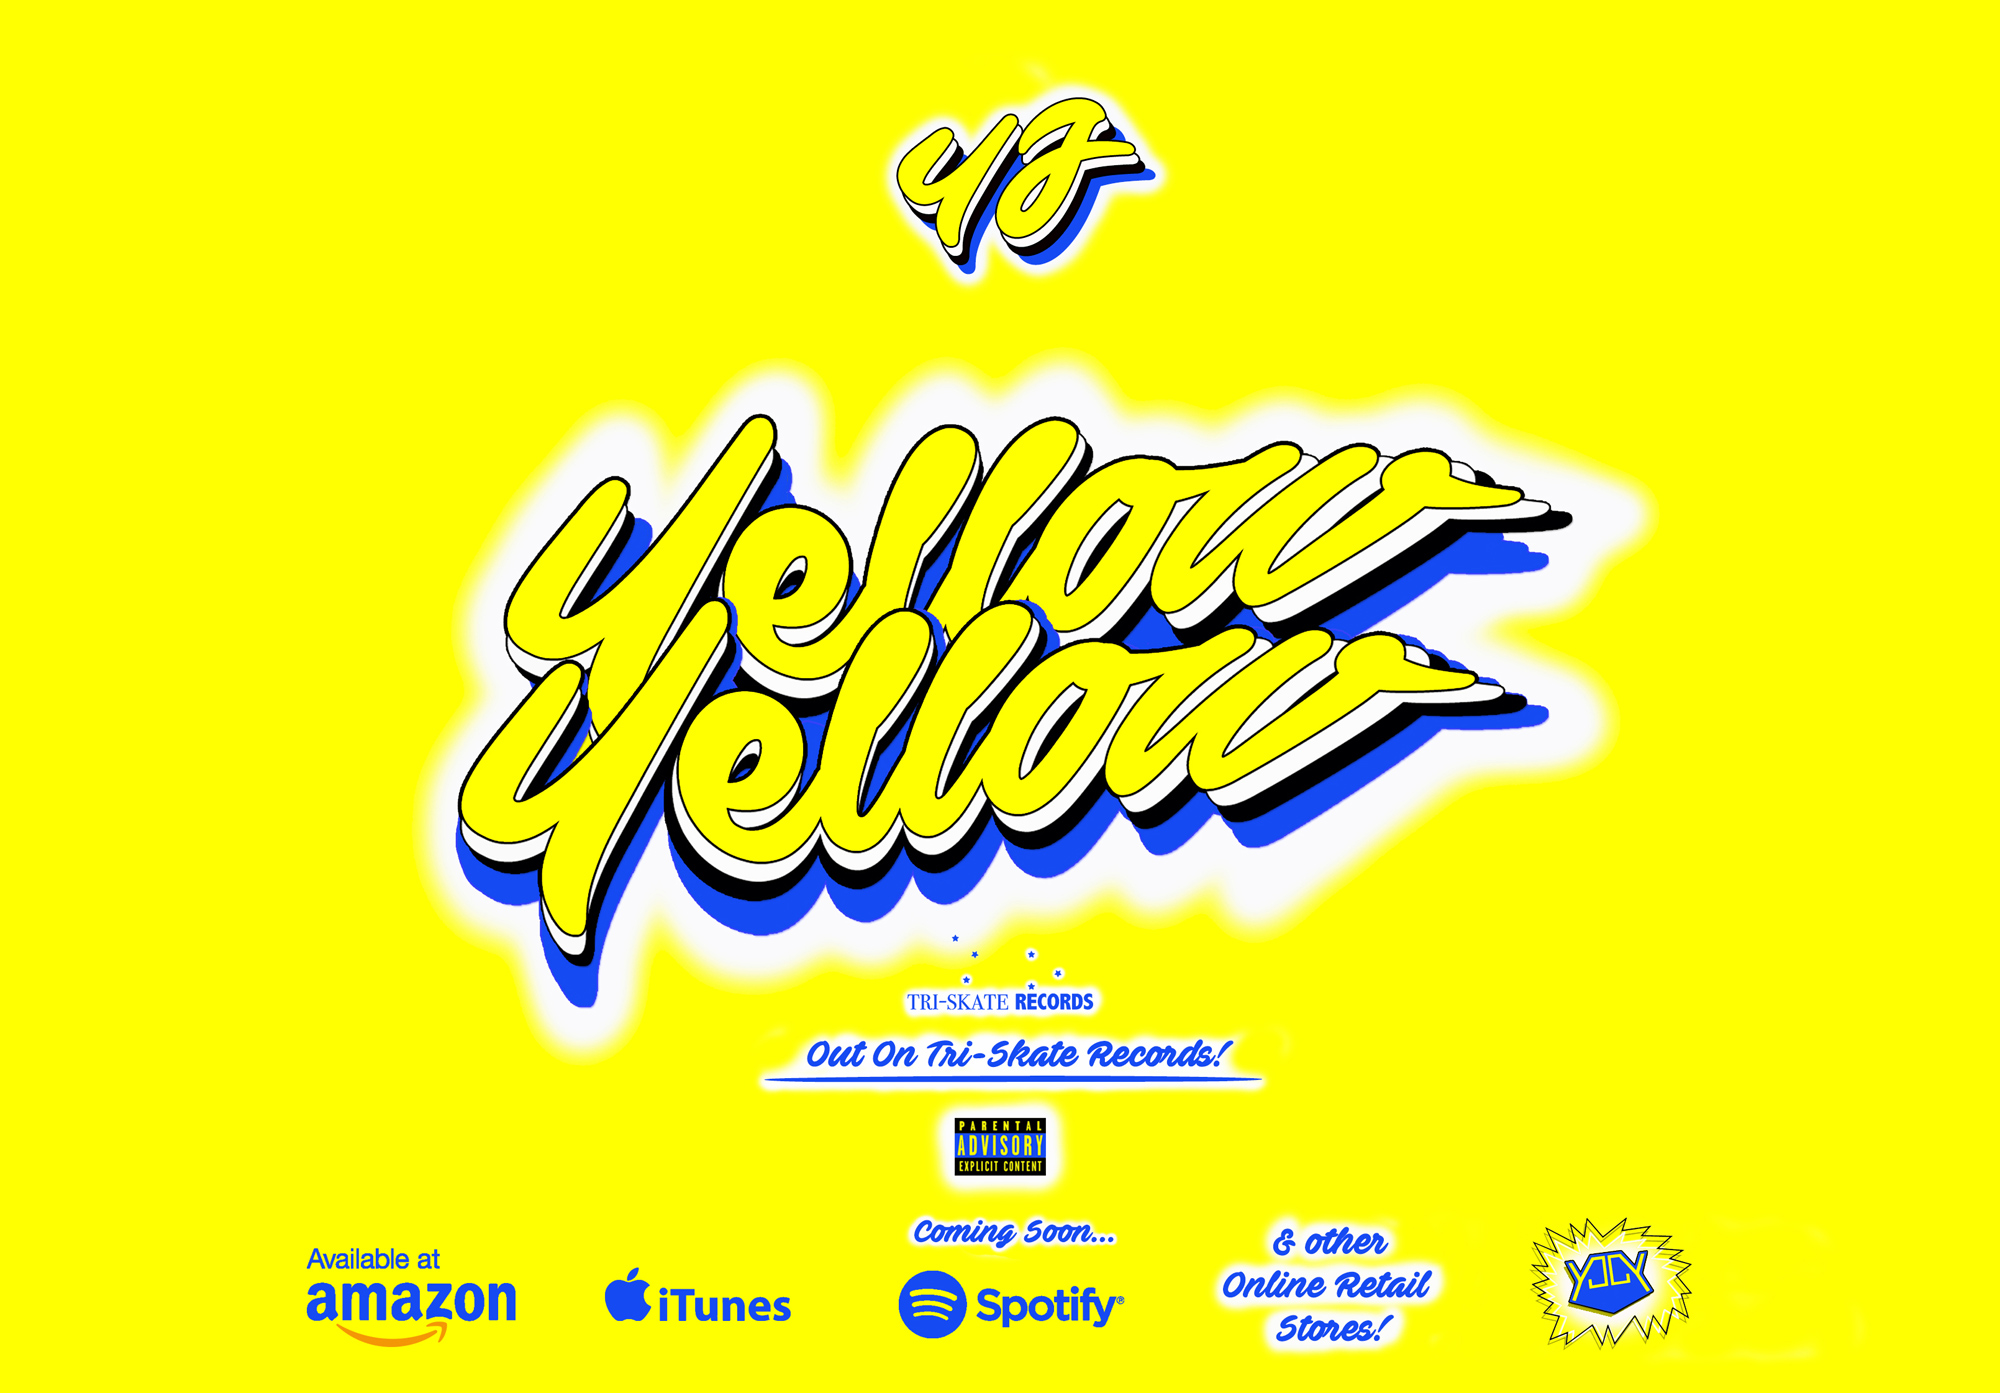 YJ
Yellow
Yellow
TRI-SKATE RECORDS
Out On Tri-Skate Records!
PARENTAL
ADVISORY
EXPLICIT CONTENT
Coming Soon...
Available at
amazon
iTunes
Spotify®
& other
Online Retail
Stores!
YJCY